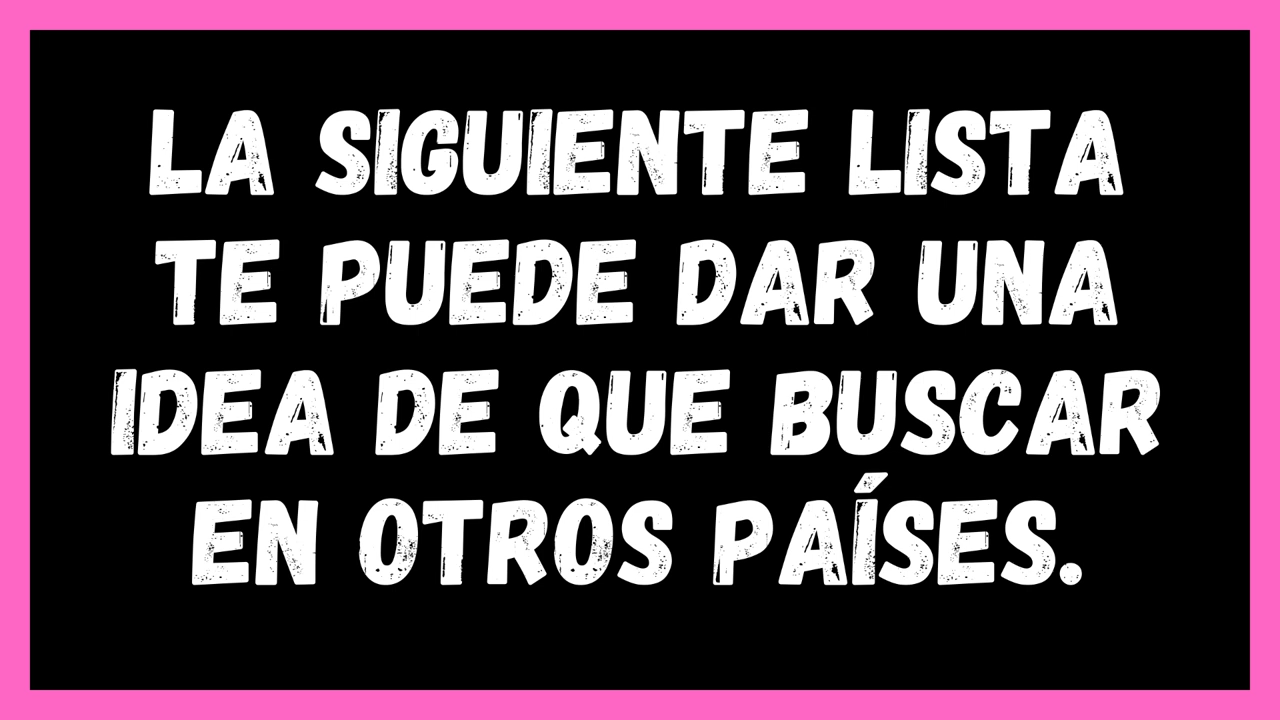 LA SIGUIENTE LISTA
TE PUEDE DAR UNA
IDEA DE QUE BUSCAR
EN OTROS PAÍSES.